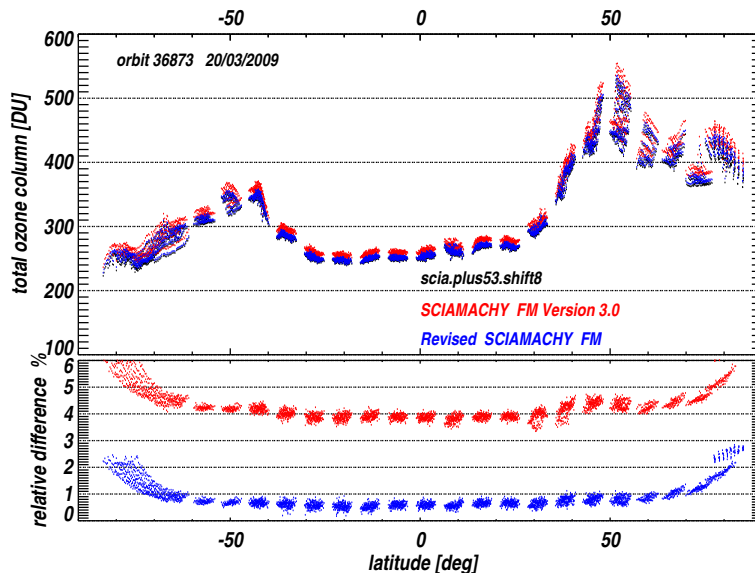 -50 0 50
600
orbit 36873 20/03/2009
500
400
300
200
100
total ozone column [DU]
scia.plus53.shift8
SCIAMACHY FM Version 3.0
Revised SCIAMACHY FM
6
5
4
3
2
1
0
relative difference %
-50 0 50
latitude [deg]